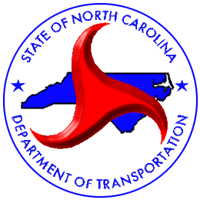 STATE OF NORTH CAROLINA
DEPARTMENT OF TRANSPORTATION